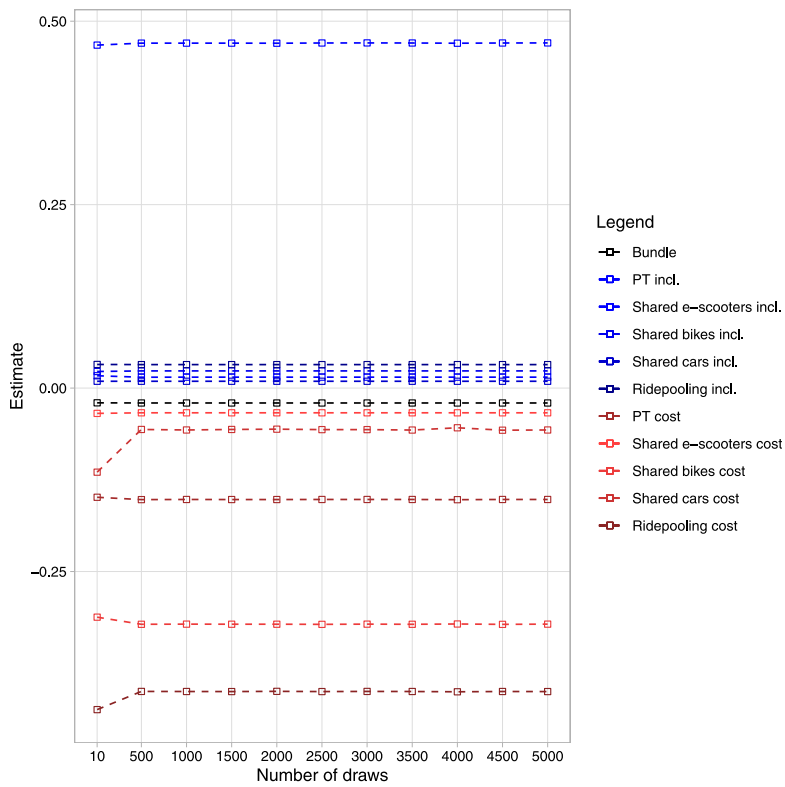 0.50
0.25
0.00
−0.25
Estimate
10 500 1000 1500 2000 2500 3000 3500 4000 4500 5000
Number of draws
Legend
Bundle
PT incl.
Shared e−scooters incl.
Shared bikes incl.
Shared cars incl.
Ridepooling incl.
PT cost
Shared e−scooters cost
Shared bikes cost
Shared cars cost
Ridepooling cost